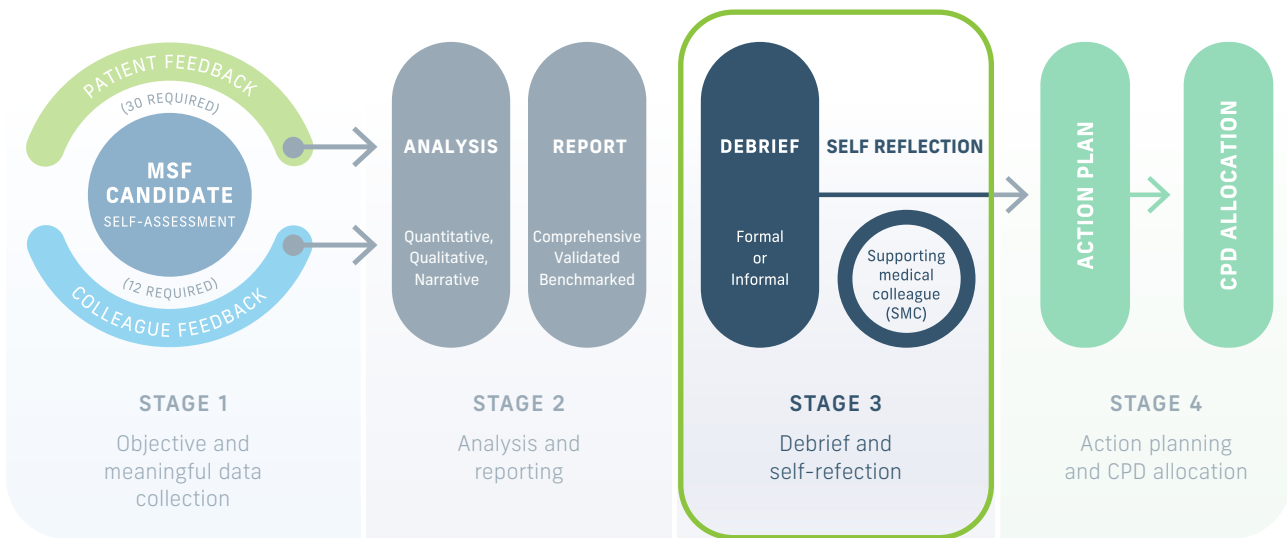 PATIENT FEEDBACK
(30 REQUIRED)
MSF
CANDIDATE
SELF-ASSESSMENT
(12 REQUIRED)
COLLEAGUE FEEDBACK
STAGE 1
Objective and
meaningful data
collection
ANALYSIS
Quantitative,
Qualitative,
Narrative
REPORT
Comprehensive
Validated
Benchmarked
STAGE 2
Analysis and
reporting
DEBRIEF
Formal
or
Informal
SELF REFLECTION
Supporting
medical
colleague
(SMC)
STAGE 3
Debrief and
self-refection
ACTION PLAN
CPD ALLOCATION
STAGE 4
Action planning
and CPD allocation